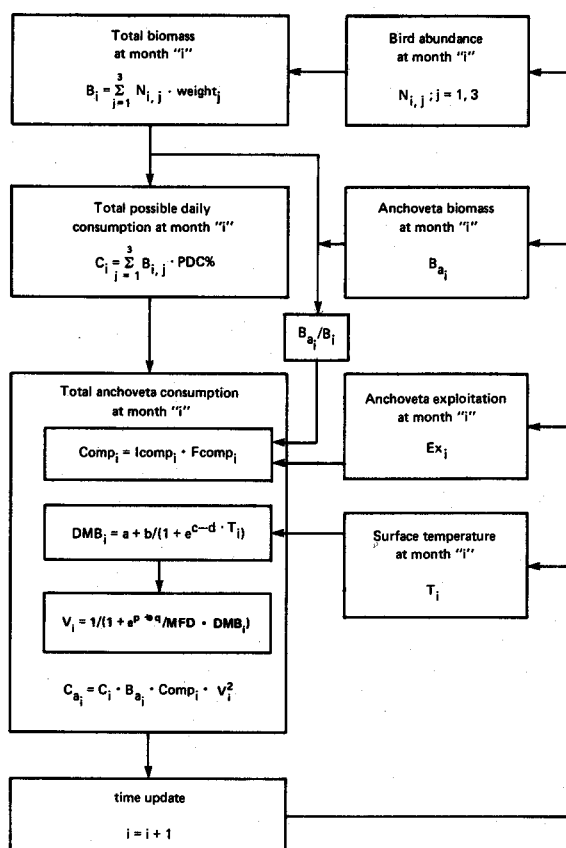 Total biomass
at month "i"
B_i = Σ_{j=1}^{3} N_{i, j} · weight_j
Bird abundance
at month "i"
N_{i, j} ; j = 1, 3
Total possible daily
consumption at month "i"
C_i = Σ_{j=1}^{3} B_{i, j} · PDC%
Anchoveta biomass
at month "i"
B_{a_i}
B_{a_i}/B_i
Total anchoveta consumption
at month "i"
Comp_i = Icomp_i · Fcomp_i
Anchoveta exploitation
at month "i"
Ex_i
DMB_i = a + b/(1 + e^{c–d · T_i})
Surface temperature
at month "i"
T_i
V_i = 1/(1 + e^{p q}/MFD · DMB_i)
C_{a_i} = C_i · B_{a_i} · Comp_i · V_i^2
time update
i = i + 1